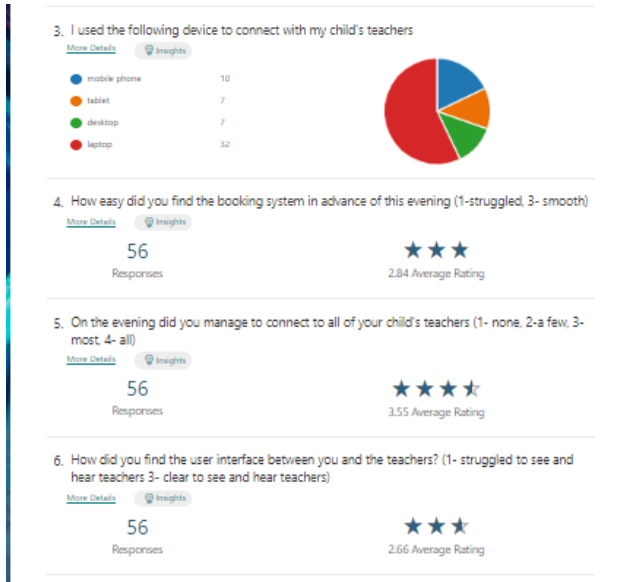 3. I used the following device to connect with my child's teachers
More Details Insights
mobile phone 10
tablet 7
desktop 7
laptop 32
4. How easy did you find the booking system in advance of this evening (1-struggled, 3- smooth)
More Details Insights
56
Responses
2.84 Average Rating
5. On the evening did you manage to connect to all of your child's teachers (1- none, 2-a few, 3-
most, 4- all)
More Details Insights
56
Responses
3.55 Average Rating
6. How did you find the user interface between you and the teachers? (1- struggled to see and
hear teachers 3- clear to see and hear teachers)
More Details Insights
56
Responses
2.66 Average Rating